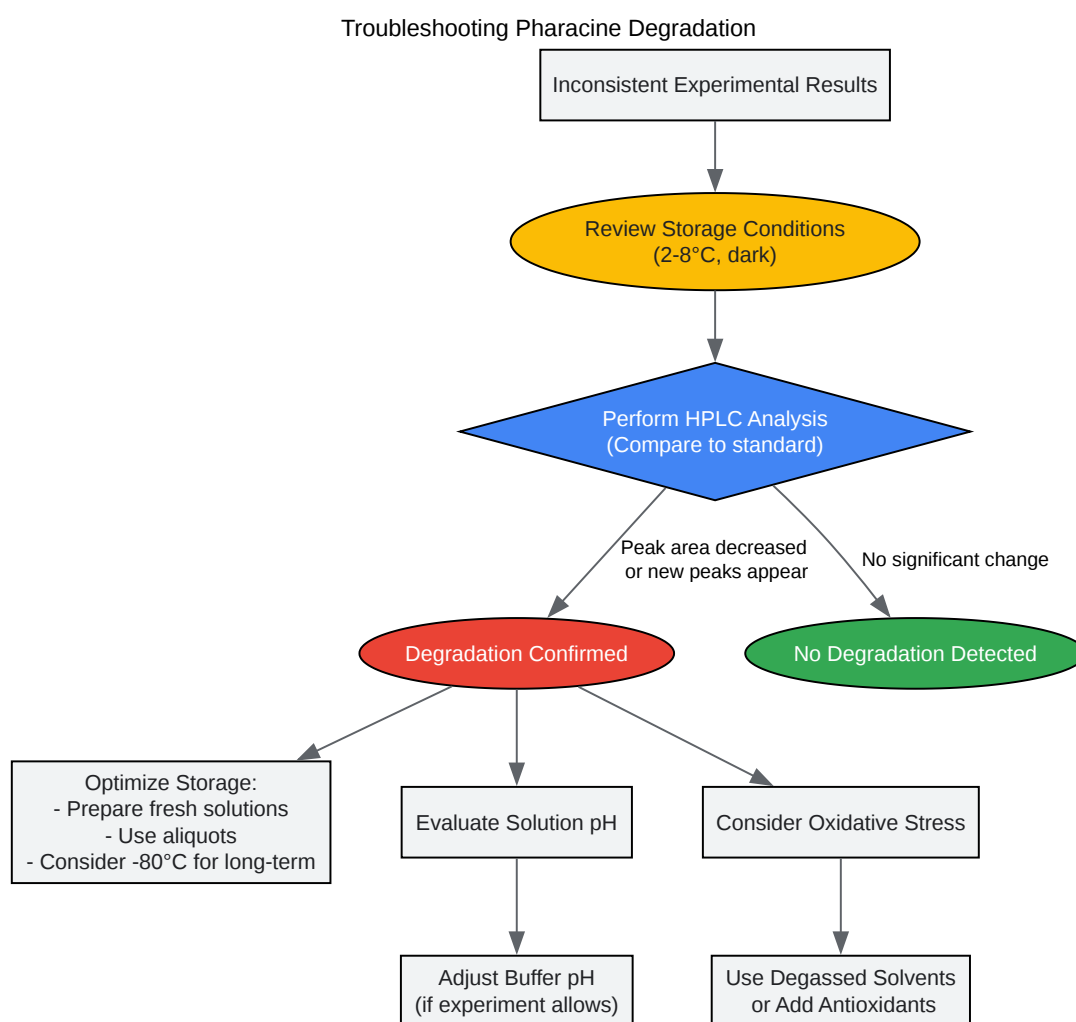 Troubleshooting Pharacine Degradation
Inconsistent Experimental Results
Review Storage Conditions
(2-8°C, dark)
Perform HPLC Analysis
(Compare to standard)
Peak area decreased
or new peaks appear
No significant change
Degradation Confirmed
No Degradation Detected
Optimize Storage:
- Prepare fresh solutions
- Use aliquots
- Consider -80°C for long-term
Evaluate Solution pH
Consider Oxidative Stress
Adjust Buffer pH
(if experiment allows)
Use Degassed Solvents
or Add Antioxidants